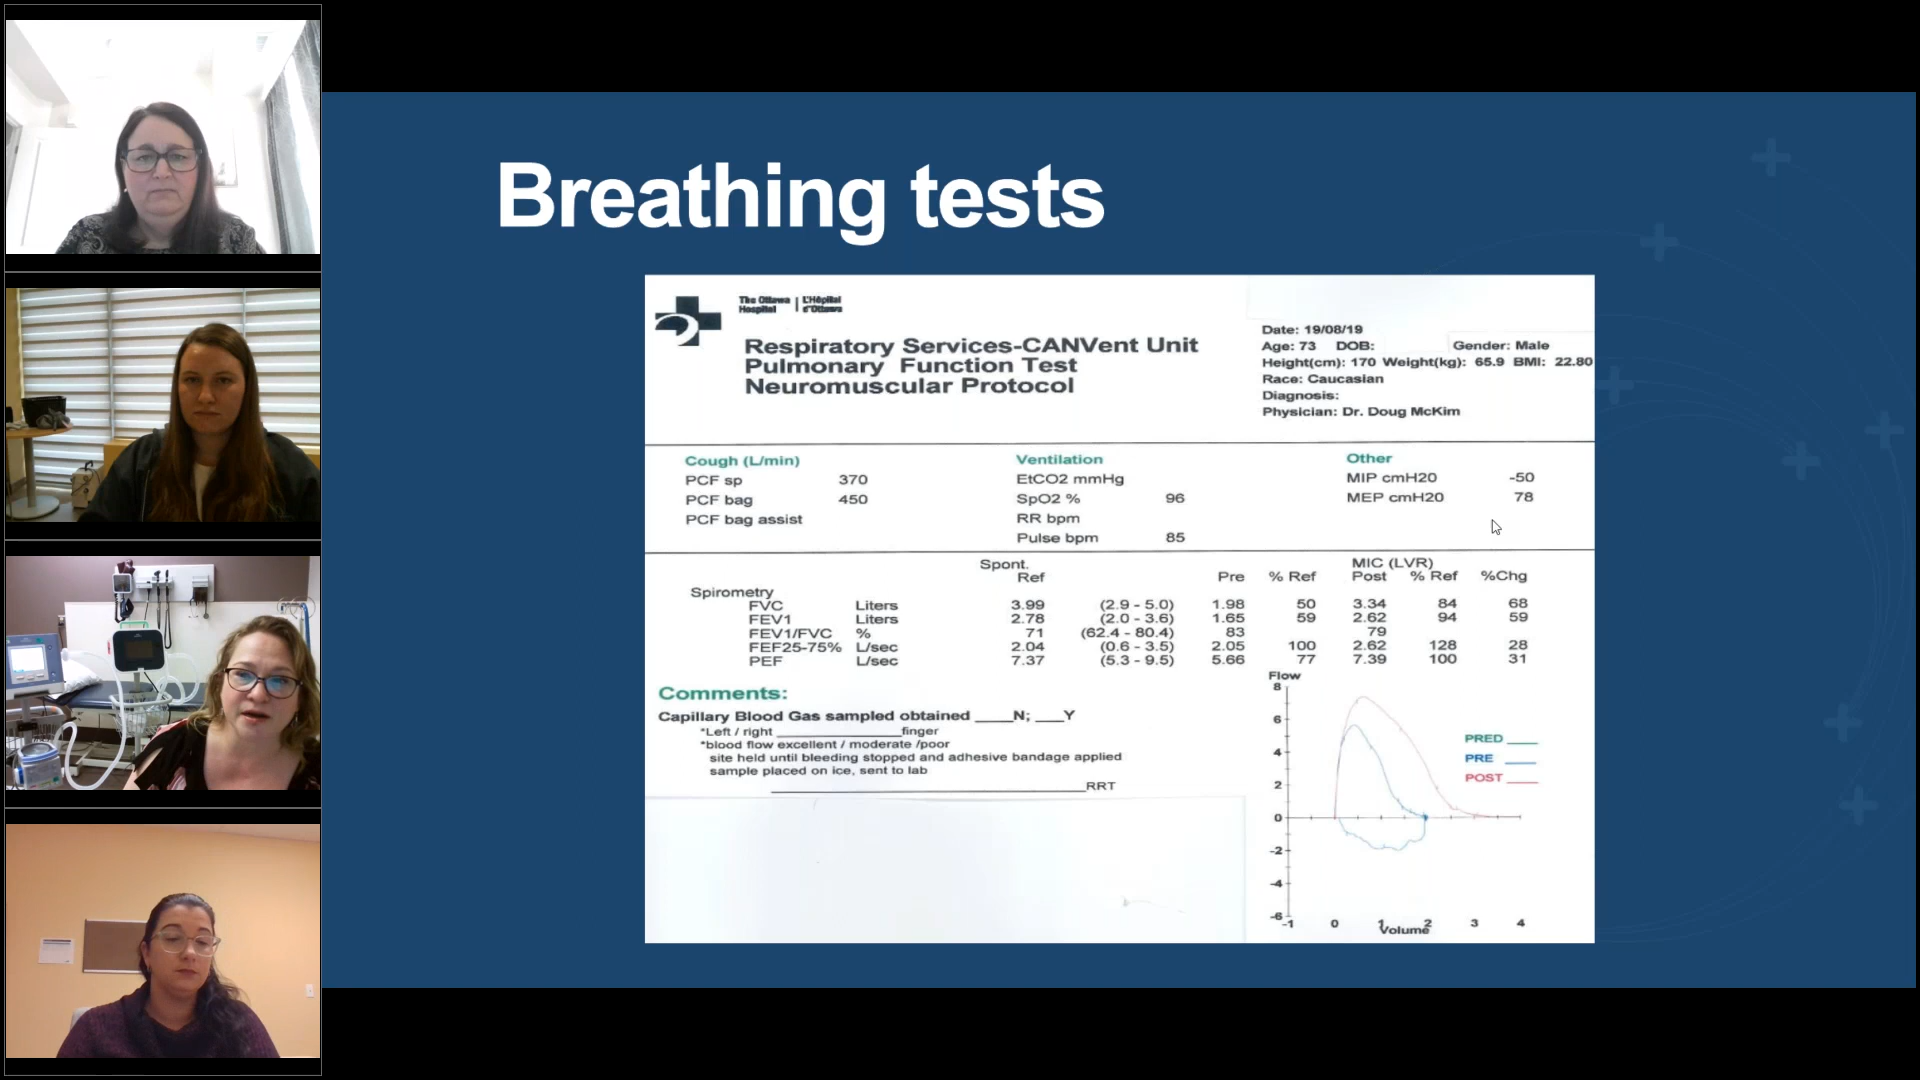 Breathing tests
The Ottawa Hospital | L'Hôpital d'Ottawa
Respiratory Services-CANVent Unit
Pulmonary Function Test
Neuromuscular Protocol
Date: 19/08/19
Age: 73 DOB: Gender: Male
Height(cm): 170 Weight(kg): 65.9 BMI: 22.80
Race: Caucasian
Diagnosis:
Physician: Dr. Doug McKim
Cough (L/min)
PCF sp 370
PCF bag 450
PCF bag assist
Ventilation
EtCO2 mmHg
SpO2 % 96
RR bpm
Pulse bpm 85
Other
MIP cmH20 -50
MEP cmH20 78
Spont. MIC (LVR)
Ref Pre % Ref Post % Ref %Chg
Spirometry
FVC Liters 3.99 (2.9 - 5.0) 1.98 50 3.34 84 68
FEV1 Liters 2.78 (2.0 - 3.6) 1.65 59 2.62 94 59
FEV1/FVC % 71 (62.4 - 80.4) 83 79
FEF25-75% L/sec 2.04 (0.6 - 3.5) 2.05 100 2.62 128 28
PEF L/sec 7.37 (5.3 - 9.5) 5.66 77 7.39 100 31
Comments:
Capillary Blood Gas sampled obtained ____N; ___Y
*Left / right __________________finger
*blood flow excellent / moderate /poor
site held until bleeding stopped and adhesive bandage applied
sample placed on ice, sent to lab
_____________________________________________RRT
Flow
8
6
4
2
0
-2
-4
-6
-1 0 1 2 3 4
Volume
PRED ____
PRE ____
POST ____